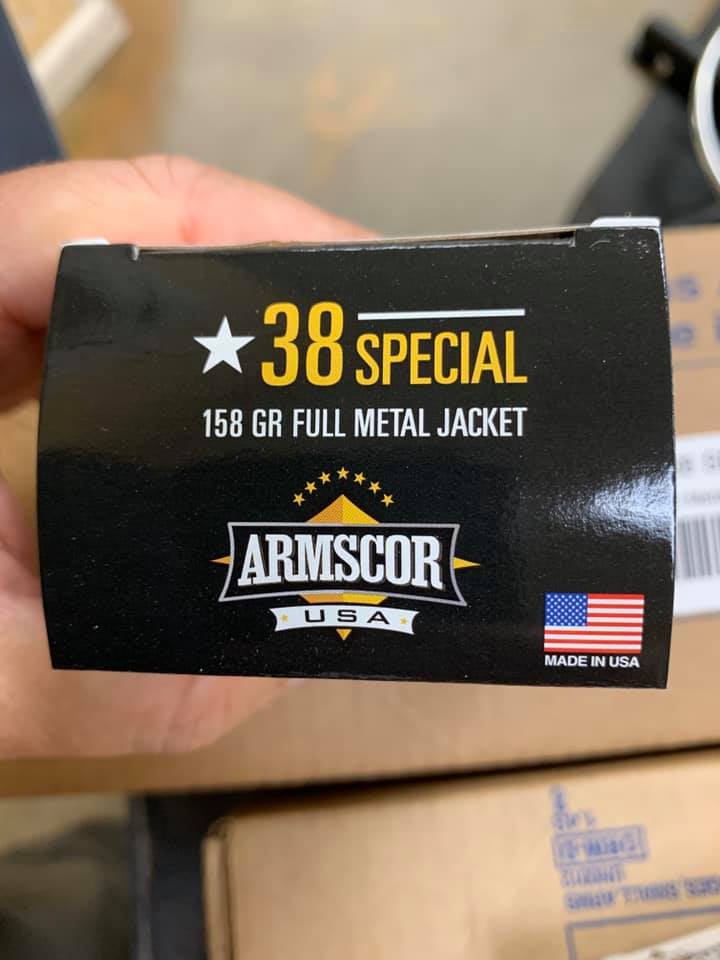 38 SPECIAL
158 GR FULL METAL JACKET
ARMSCOR
USA
MADE IN USA